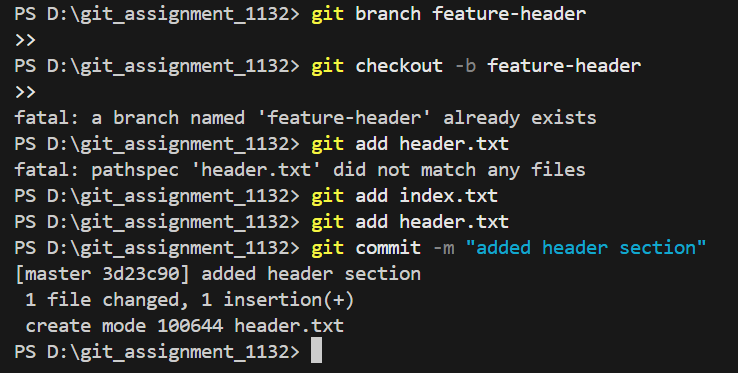 PS D:\git_assignment_1132> git branch feature-header
>>
PS D:\git_assignment_1132> git checkout -b feature-header
>>
fatal: a branch named 'feature-header' already exists
PS D:\git_assignment_1132> git add header.txt
fatal: pathspec 'header.txt' did not match any files
PS D:\git_assignment_1132> git add index.txt
PS D:\git_assignment_1132> git add header.txt
PS D:\git_assignment_1132> git commit -m "added header section"
[master 3d23c90] added header section
 1 file changed, 1 insertion(+)
 create mode 100644 header.txt
PS D:\git_assignment_1132>